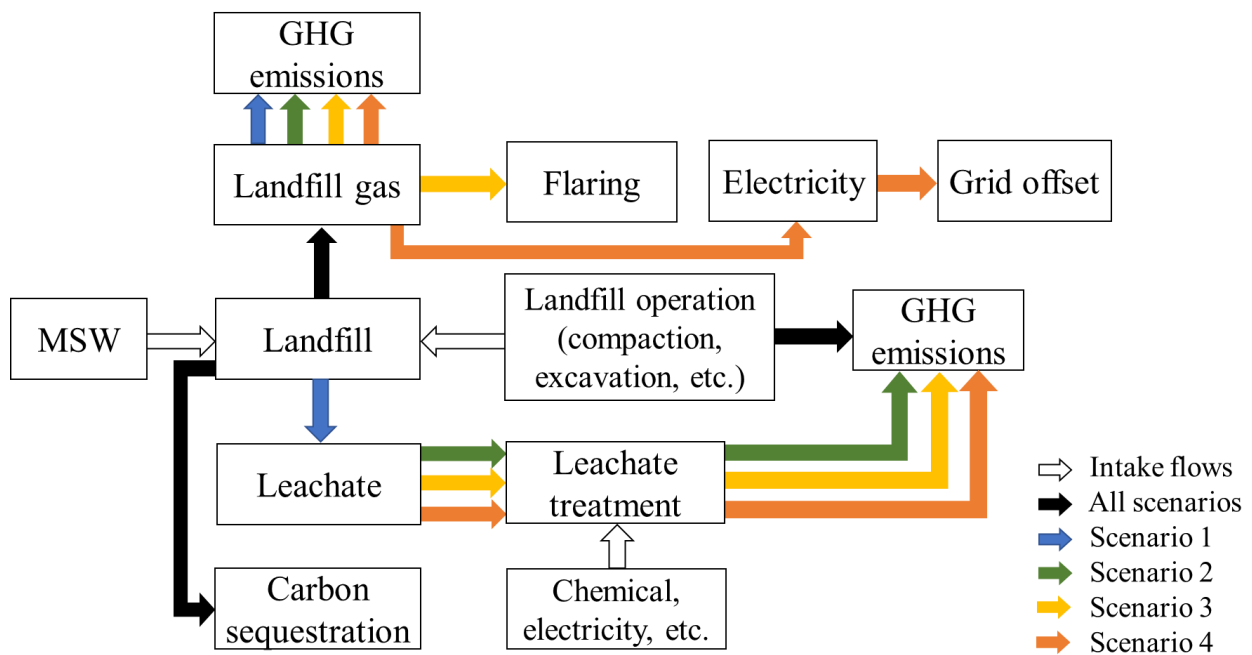 GHG
emissions
Landfill gas
Flaring
Electricity
Grid offset
MSW
Landfill
Landfill operation
(compaction,
excavation, etc.)
GHG
emissions
Leachate
Leachate
treatment
Carbon
sequestration
Chemical,
electricity, etc.
Intake flows
All scenarios
Scenario 1
Scenario 2
Scenario 3
Scenario 4